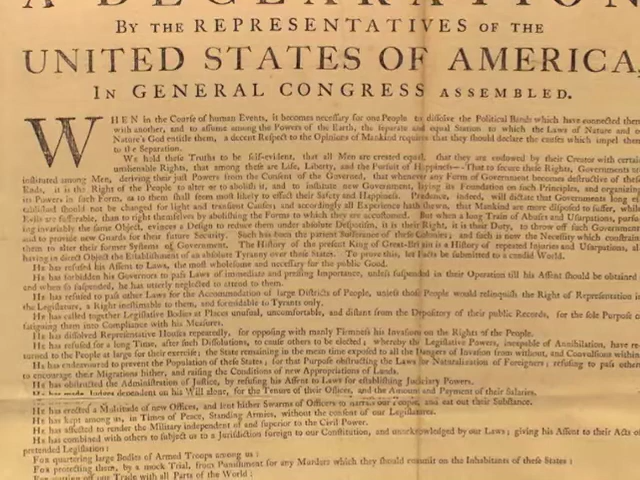 A DECLARATION
BY THE REPRESENTATIVES OF THE
UNITED STATES OF AMERICA,
IN GENERAL CONGRESS ASSEMBLED.
WHEN in the Course of human Events, it becomes necessary for one People to dissolve the Political Bands which have connected them
with another, and to assume among the Powers of the Earth, the separate and equal Station to which the Laws of Nature and of
Nature's God entitle them, a decent Respect to the Opinions of Mankind requires that they should declare the causes which impel them
to the Separation.
We hold these Truths to be self-evident, that all Men are created equal, that they are endowed by their Creator with certain
unalienable Rights, that among these are Life, Liberty, and the Pursuit of Happiness—That to secure these Rights, Governments are
instituted among Men, deriving their just Powers from the Consent of the Governed, that whenever any Form of Government becomes destructive of these
Ends, it is the Right of the People to alter or to abolish it, and to institute new Government, laying its Foundation on such Principles, and organizing
its Powers in such Form, as to them shall seem most likely to effect their Safety and Happiness. Prudence, indeed, will dictate that Governments long es-
tablished should not be changed for light and transient Causes; and accordingly all Experience hath shewn, that Mankind are more disposed to suffer, while
Evils are sufferable, than to right themselves by abolishing the Forms to which they are accustomed. But when a long Train of Abuses and Usurpations, pursu-
ing invariably the same Object, evinces a Design to reduce them under absolute Despotism, it is their Right, it is their Duty, to throw off such Government,
and to provide new Guards for their future Security. Such has been the patient Sufferance of these Colonies; and such is now the Necessity which constrains
them to alter their former Systems of Government. The History of the present King of Great-Britain is a History of repeated Injuries and Usurpations, all
having in direct Object the Establishment of an absolute Tyranny over these States. To prove this, let Facts be submitted to a candid World.
He has refused his Assent to Laws, the most wholesome and necessary for the public Good.
He has forbidden his Governors to pass Laws of immediate and pressing Importance, unless suspended in their Operation till his Assent should be obtained;
and when so suspended, he has utterly neglected to attend to them.
He has refused to pass other Laws for the Accommodation of large Districts of People, unless those People would relinquish the Right of Representation in
the Legislature, a Right inestimable to them, and formidable to Tyrants only.
He has called together Legislative Bodies at Places unusual, uncomfortable, and distant from the Depository of their public Records, for the sole Purpose of
fatiguing them into Compliance with his Measures.
He has dissolved Representative Houses repeatedly, for opposing with manly Firmness his Invasions on the Rights of the People.
He has refused for a long Time, after such Dissolutions, to cause others to be elected; whereby the Legislative Powers, incapable of Annihilation, have re-
turned to the People at large for their exercise; the State remaining in the mean time exposed to all the Dangers of Invasion from without, and Convulsions within.
He has endeavoured to prevent the Population of these States; for that Purpose obstructing the Laws for Naturalization of Foreigners; refusing to pass others
to encourage their Migrations hither, and raising the Conditions of new Appropriations of Lands.
He has obstructed the Administration of Justice, by refusing his Assent to Laws for establishing Judiciary Powers.
He has made Judges dependent on his Will alone, for the Tenure of their Offices, and the Amount and Payment of their Salaries.
He has erected a Multitude of new Offices, and sent hither Swarms of Officers to harrass our People, and eat out their Substance.
He has kept among us, in Times of Peace, Standing Armies, without the consent of our Legislatures.
He has affected to render the Military independent of and superior to the Civil Power.
He has combined with others to subject us to a Jurisdiction foreign to our Constitution, and unacknowledged by our Laws; giving his Assent to their Acts of
pretended Legislation:
For quartering large Bodies of Armed Troops among us:
For protecting them, by a mock Trial, from Punishment for any Murders which they should commit on the Inhabitants of these States:
For cutting off our Trade with all Parts of the World: